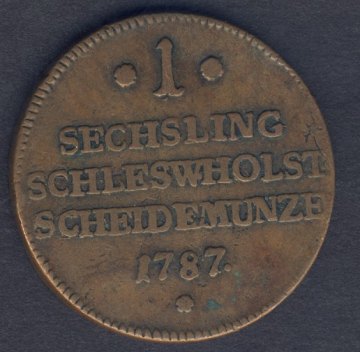 1
SECHSLING
SCHLESWHOLST
SCHEIDEMUNZE
1787.